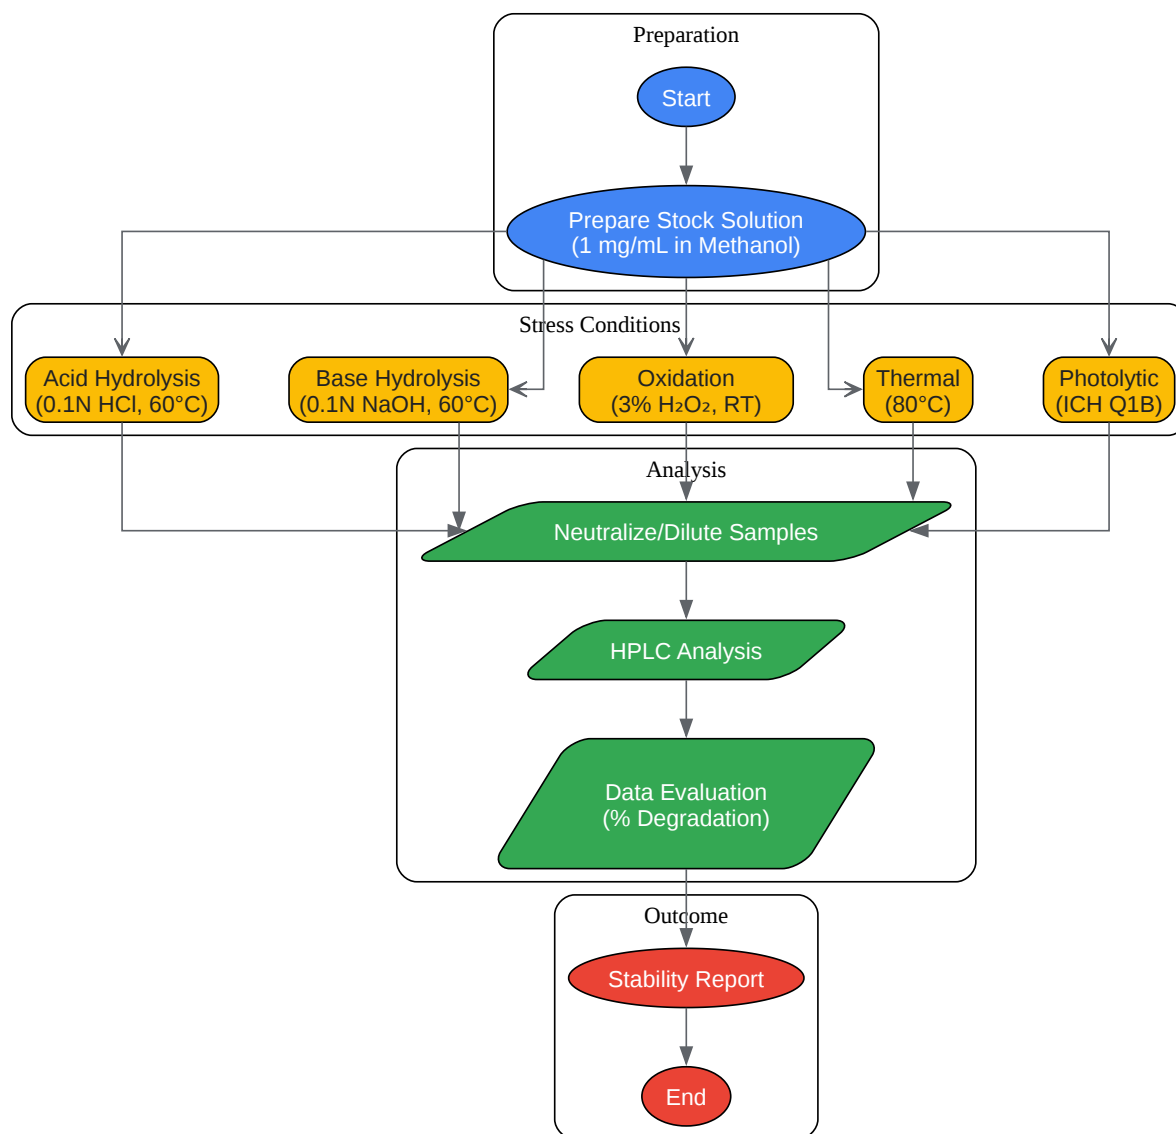 Preparation
Start
Prepare Stock Solution
(1 mg/mL in Methanol)
Stress Conditions
Acid Hydrolysis
(0.1N HCl, 60°C)
Base Hydrolysis
(0.1N NaOH, 60°C)
Oxidation
(3% H₂O₂, RT)
Thermal
(80°C)
Photolytic
(ICH Q1B)
Analysis
Neutralize/Dilute Samples
HPLC Analysis
Data Evaluation
(% Degradation)
Outcome
Stability Report
End